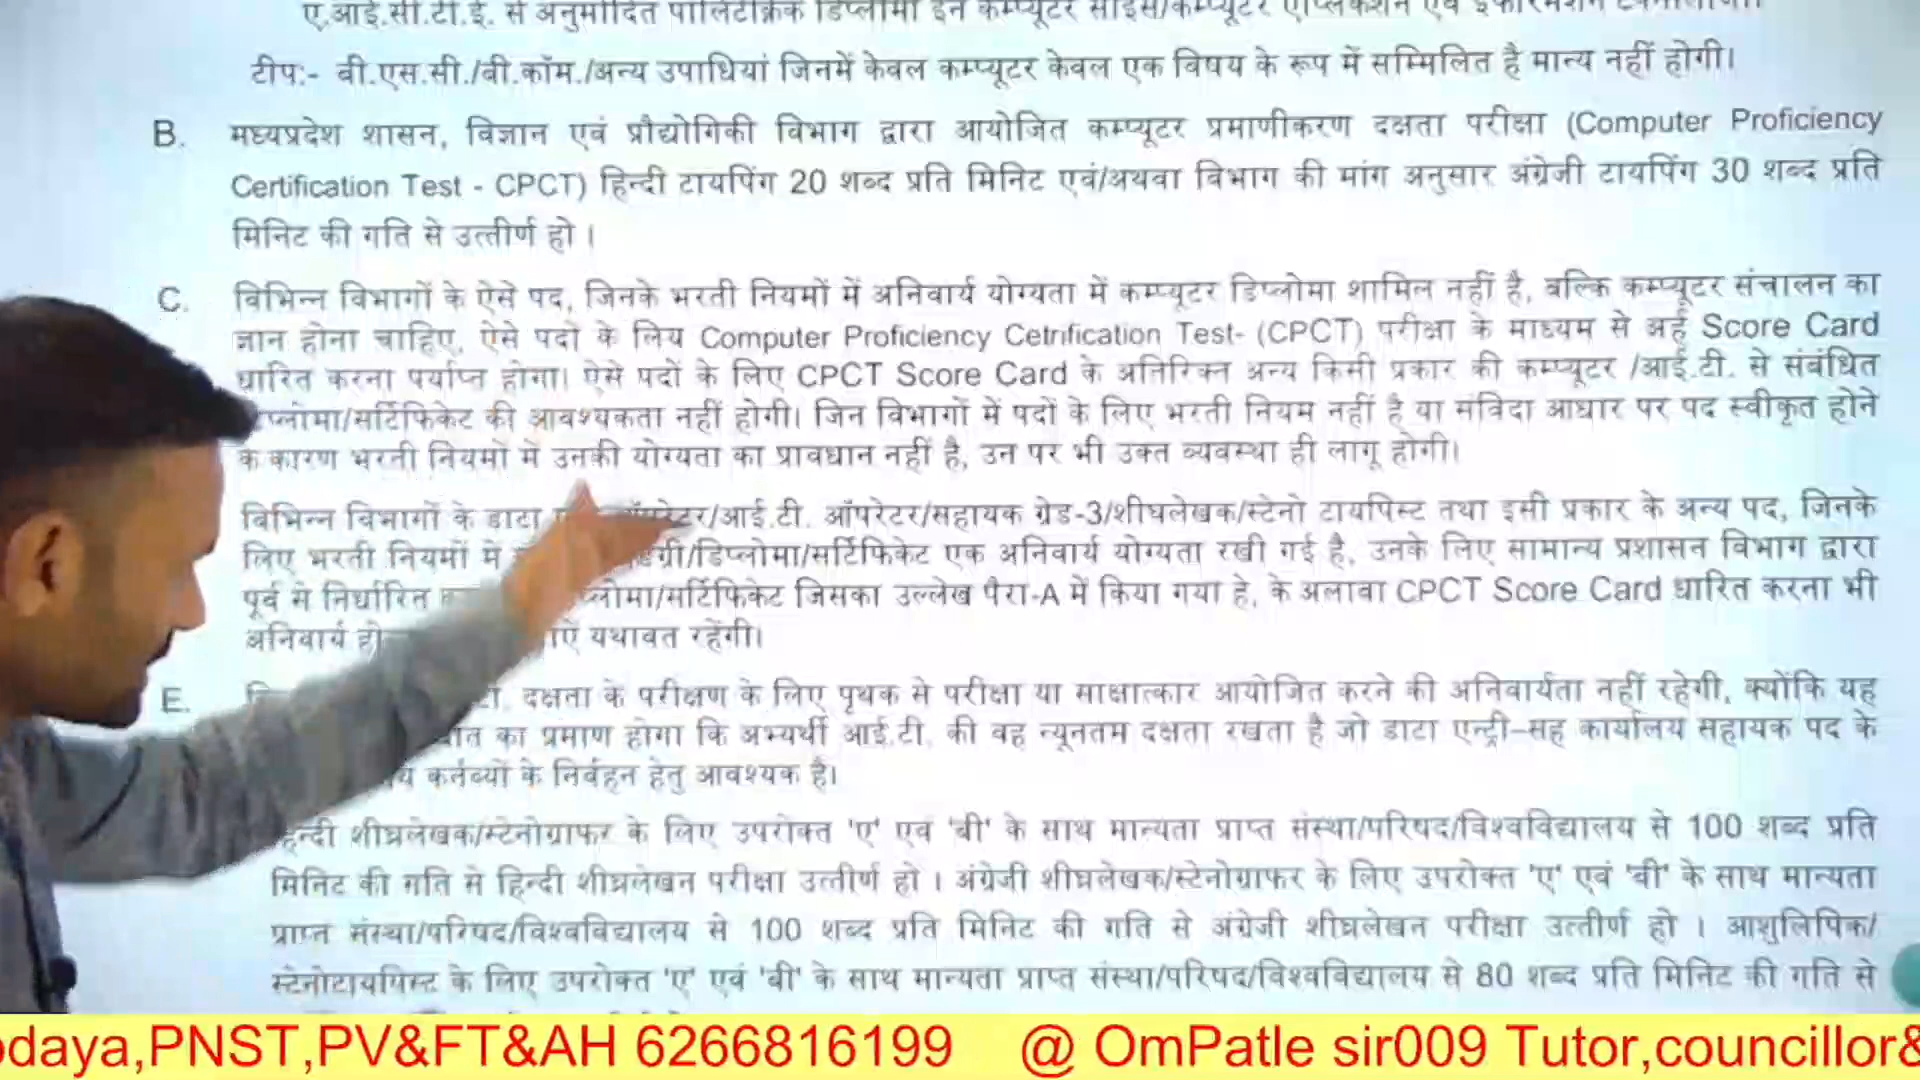 ए.आई.सी.टी.ई. से अनुमोदित पॉलिटेक्निक डिप्लोमा इन कम्प्यूटर साइंस/कम्प्यूटर एप्लिकेशन एवं
टीप:- बी.एस.सी./बी.कॉम./अन्य उपाधियां जिनमें केवल कम्प्यूटर केवल एक विषय के रूप में सम्मिलित है मान्य नहीं होगी।
B. मध्यप्रदेश शासन, विज्ञान एवं प्रौद्योगिकी विभाग द्वारा आयोजित कम्प्यूटर प्रमाणीकरण दक्षता परीक्षा (Computer Proficiency
Certification Test - CPCT) हिन्दी टायपिंग 20 शब्द प्रति मिनिट एवं/अथवा विभाग की मांग अनुसार अंग्रेजी टायपिंग 30 शब्द प्रति
मिनिट की गति से उत्तीर्ण हो ।
C. विभिन्न विभागों के ऐसे पद, जिनके भरती नियमों में अनिवार्य योग्यता में कम्प्यूटर डिप्लोमा शामिल नहीं है, बल्कि कम्प्यूटर संचालन का
ज्ञान होना चाहिए, ऐसे पदों के लिय Computer Proficiency Cetrification Test- (CPCT) परीक्षा के माध्यम से अर्ह Score Card
धारित करना पर्याप्त होगा। ऐसे पदों के लिए CPCT Score Card के अतिरिक्त अन्य किसी प्रकार की कम्प्यूटर /आई.टी. से संबंधित
प्लोमा/सर्टिफिकेट की आवश्यकता नहीं होगी। जिन विभागों में पदों के लिए भरती नियम नहीं है या संविदा आधार पर पद स्वीकृत होने
के कारण भरती नियमों में उनकी योग्यता का प्रावधान नहीं है, उन पर भी उक्त व्यवस्था ही लागू होगी।
विभिन्न विभागों के डाटा ऑपरेटर/आई.टी. ऑपरेटर/सहायक ग्रेड-3/शीघ्रलेखक/स्टेनो टायपिस्ट तथा इसी प्रकार के अन्य पद, जिनके
लिए भरती नियमों में डिग्री/डिप्लोमा/सर्टिफिकेट एक अनिवार्य योग्यता रखी गई है, उनके लिए सामान्य प्रशासन विभाग द्वारा
पूर्व से निर्धारित प्लोमा/सर्टिफिकेट जिसका उल्लेख पैरा-A में किया गया हे, के अलावा CPCT Score Card धारित करना भी
अनिवार्य यथावत रहेंगी।
E. दक्षता के परीक्षण के लिए पृथक से परीक्षा या साक्षात्कार आयोजित करने की अनिवार्यता नहीं रहेगी, क्योंकि यह
बात का प्रमाण होगा कि अभ्यर्थी आई.टी. की वह न्यूनतम दक्षता रखता है जो डाटा एन्ट्री–सह कार्यालय सहायक पद के
कर्तव्यों के निर्वहन हेतु आवश्यक है।
हिन्दी शीघ्रलेखक/स्टेनोग्राफर के लिए उपरोक्त 'ए' एवं 'बी' के साथ मान्यता प्राप्त संस्था/परिषद/विश्वविद्यालय से 100 शब्द प्रति
मिनिट की गति से हिन्दी शीघ्रलेखन परीक्षा उत्तीर्ण हो । अंग्रेजी शीघ्रलेखक/स्टेनोग्राफर के लिए उपरोक्त 'ए' एवं 'बी' के साथ मान्यता
प्राप्त संस्था/परिषद/विश्वविद्यालय से 100 शब्द प्रति मिनिट की गति से अंग्रेजी शीघ्रलेखन परीक्षा उत्तीर्ण हो । आशुलिपिक/
स्टेनोटायपिस्ट के लिए उपरोक्त 'ए' एवं 'बी' के साथ मान्यता प्राप्त संस्था/परिषद/विश्वविद्यालय से 80 शब्द प्रति मिनिट की गति से
odaya,PNST,PV&FT&AH 6266816199 @ OmPatle sir009 Tutor,councillor&